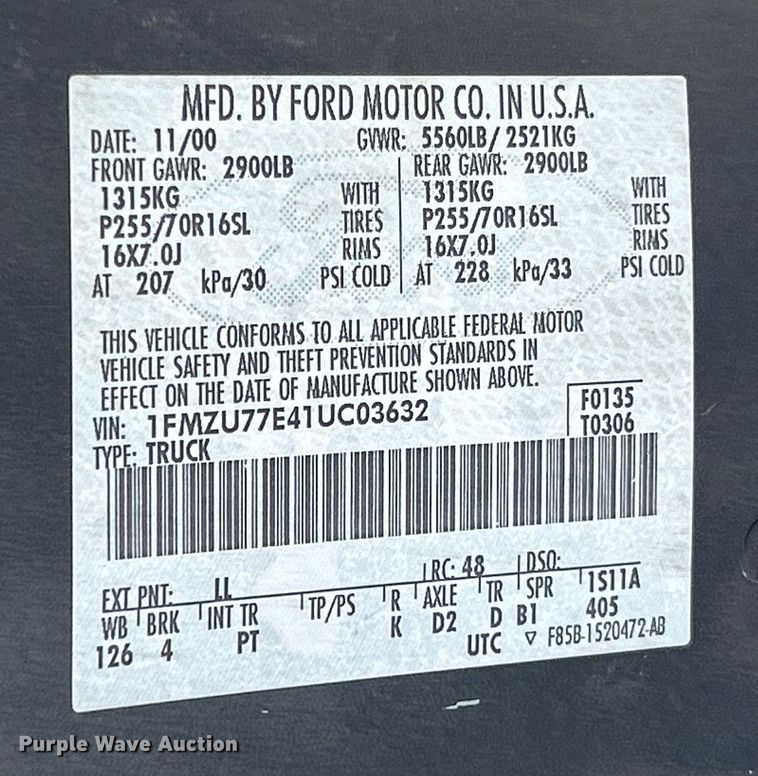 MFD. BY FORD MOTOR CO. IN U.S.A.
DATE: 11/00 GVWR: 5560LB/ 2521KG
FRONT GAWR: 2900LB REAR GAWR: 2900LB
1315KG WITH 1315KG WITH
P255/70R16SL TIRES P255/70R16SL TIRES
16X7.0J RIMS 16X7.0J RIMS
AT 207 kPa/30 PSI COLD AT 228 kPa/33 PSI COLD
THIS VEHICLE CONFORMS TO ALL APPLICABLE FEDERAL MOTOR
VEHICLE SAFETY AND THEFT PREVENTION STANDARDS IN
EFFECT ON THE DATE OF MANUFACTURE SHOWN ABOVE.
VIN: 1FMZU77E41UC03632 F0135
TYPE: TRUCK T0306
EXT PNT: LL RC: 48 DSO:
WB BRK INT TR TP/PS R AXLE TR SPR 1S11A
126 4 PT K D2 D B1 405
UTC ▽ F85B-1520472-AB
Purple Wave Auction